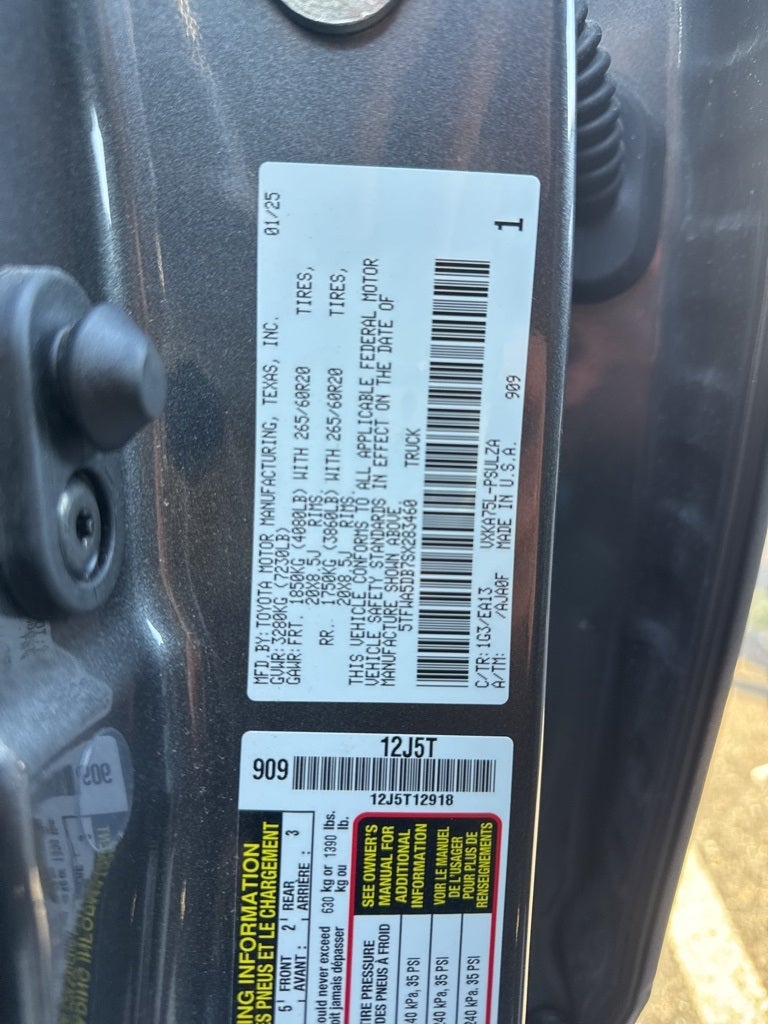 MFD.BY: TOYOTA MOTOR MANUFACTURING, TEXAS, INC. 01/25
GVWR: 3280KG (7230LB)
GAWR: FRT. 1850KG (4080LB) WITH 265/60R20 TIRES,
20X8.5J RIMS.
RR. 1750KG (3860LB) WITH 265/60R20 TIRES,
20X8.5J RIMS.
THIS VEHICLE CONFORMS TO ALL APPLICABLE FEDERAL MOTOR
VEHICLE SAFETY STANDARDS IN EFFECT ON THE DATE OF
MANUFACTURE SHOWN ABOVE.
5TFWA5DB7SX283460 TRUCK
1
C/TR: 1G3/EA13 VXKA75L-PSULZA 909
A/TM: /AJA0F MADE IN U.S.A.
12J5T
909
12J5T12918
ING INFORMATION
ES PNEUS ET LE CHARGEMENT
5 FRONT 2 REAR 3
AVANT : ARRIÈRE :
ould never exceed 630 kg or 1390 lbs.
oit jamais dépasser kg ou lb.
TIRE PRESSURE
DES PNEUS À FROID
240 kPa, 35 PSI
240 kPa, 35 PSI
240 kPa, 35 PSI
SEE OWNER'S
MANUAL FOR
ADDITIONAL
INFORMATION
VOIR LE MANUEL
DE L'USAGER
POUR PLUS DE
RENSEIGNEMENTS